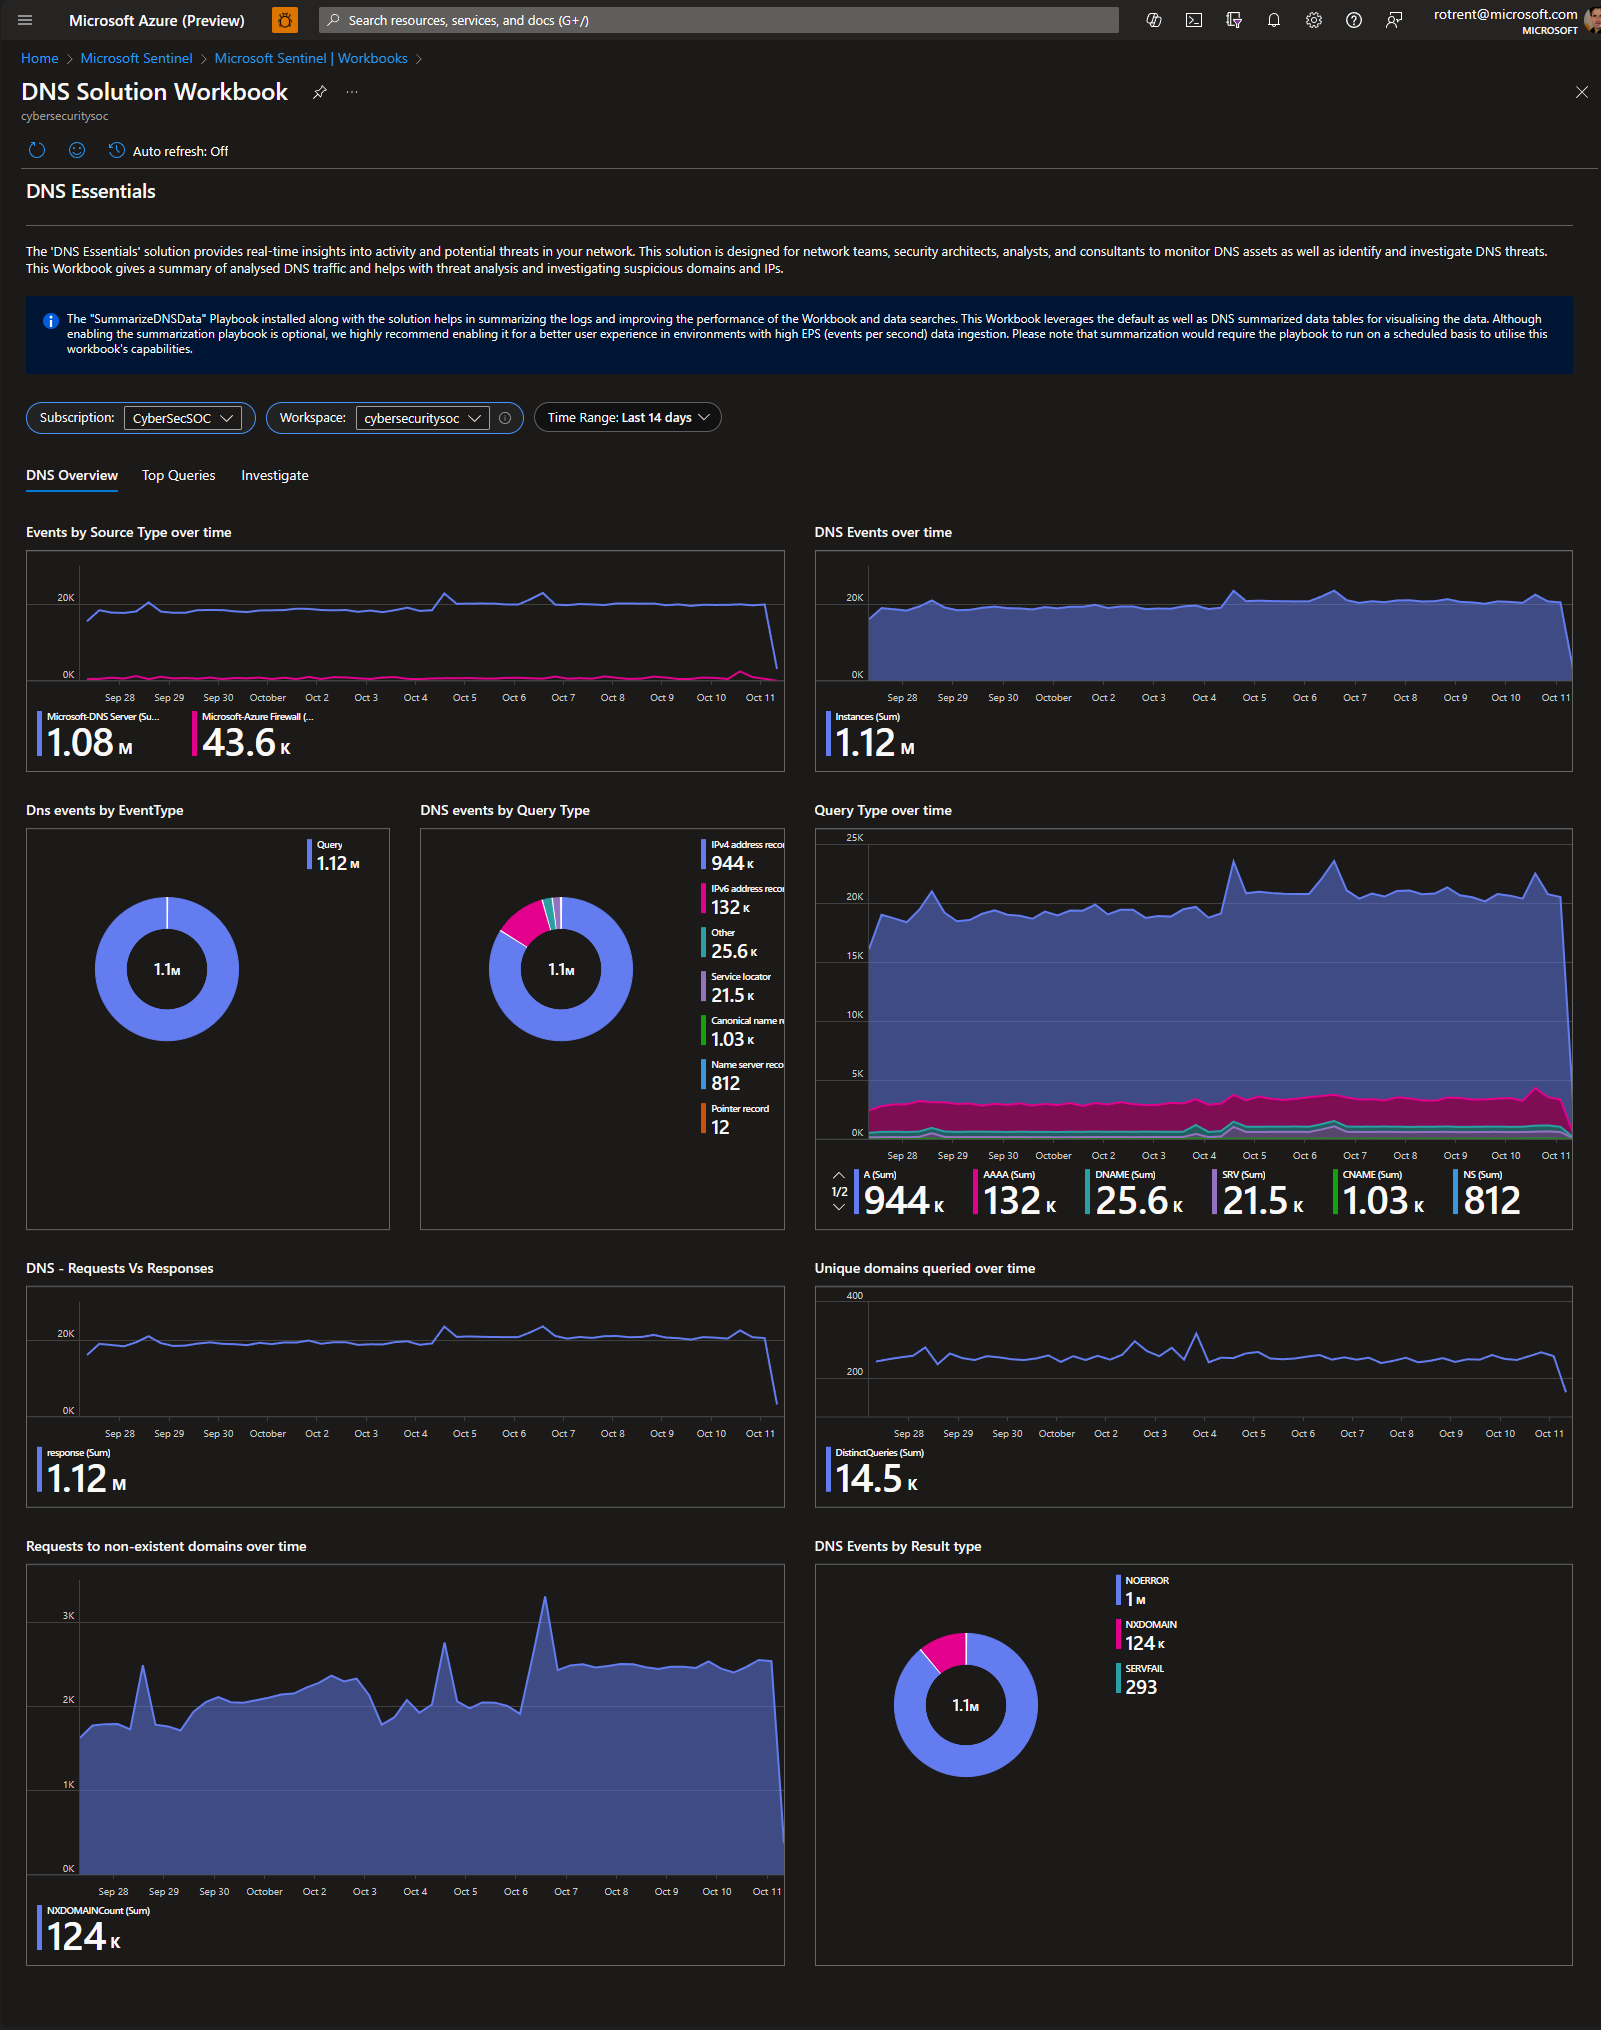 Microsoft Azure (Preview)
Search resources, services, and docs (G+/)
rotrent@microsoft.com
MICROSOFT
Home > Microsoft Sentinel > Microsoft Sentinel | Workbooks >
DNS Solution Workbook
cybersecuritysoc
Auto refresh: Off
DNS Essentials
The 'DNS Essentials' solution provides real-time insights into activity and potential threats in your network. This solution is designed for network teams, security architects, analysts, and consultants to monitor DNS assets as well as identify and investigate DNS threats.
This Workbook gives a summary of analysed DNS traffic and helps with threat analysis and investigating suspicious domains and IPs.
The "SummarizeDNSData" Playbook installed along with the solution helps in summarizing the logs and improving the performance of the Workbook and data searches. This Workbook leverages the default as well as DNS summarized data tables for visualising the data. Although
enabling the summarization playbook is optional, we highly recommend enabling it for a better user experience in environments with high EPS (events per second) data ingestion. Please note that summarization would require the playbook to run on a scheduled basis to utilise this
workbook's capabilities.
Subscription: CyberSecSOC Workspace: cybersecuritysoc Time Range: Last 14 days
DNS Overview Top Queries Investigate
Events by Source Type over time
20K
0K
Sep 28 Sep 29 Sep 30 October Oct 2 Oct 3 Oct 4 Oct 5 Oct 6 Oct 7 Oct 8 Oct 9 Oct 10 Oct 11
Microsoft-DNS Server (Su... Microsoft-Azure Firewall (...
1.08 M 43.6 K
DNS Events over time
20K
0K
Sep 28 Sep 29 Sep 30 October Oct 2 Oct 3 Oct 4 Oct 5 Oct 6 Oct 7 Oct 8 Oct 9 Oct 10 Oct 11
Instances (Sum)
1.12 M
Dns events by EventType
Query
1.12 M
1.1M
DNS events by Query Type
1.1M
IPv4 address recor
944 K
IPv6 address recor
132 K
Other
25.6 K
Service locator
21.5 K
Canonical name r
1.03 K
Name server reco
812
Pointer record
12
Query Type over time
25K
20K
15K
10K
5K
0K
Sep 28 Sep 29 Sep 30 October Oct 2 Oct 3 Oct 4 Oct 5 Oct 6 Oct 7 Oct 8 Oct 9 Oct 10 Oct 11
1/2
A (Sum) AAAA (Sum) DNAME (Sum) SRV (Sum) CNAME (Sum) NS (Sum)
944 K 132 K 25.6 K 21.5 K 1.03 K 812
DNS - Requests Vs Responses
20K
0K
Sep 28 Sep 29 Sep 30 October Oct 2 Oct 3 Oct 4 Oct 5 Oct 6 Oct 7 Oct 8 Oct 9 Oct 10 Oct 11
response (Sum)
1.12 M
Unique domains queried over time
400
200
Sep 28 Sep 29 Sep 30 October Oct 2 Oct 3 Oct 4 Oct 5 Oct 6 Oct 7 Oct 8 Oct 9 Oct 10 Oct 11
DistinctQueries (Sum)
14.5 K
Requests to non-existent domains over time
3K
2K
1K
0K
Sep 28 Sep 29 Sep 30 October Oct 2 Oct 3 Oct 4 Oct 5 Oct 6 Oct 7 Oct 8 Oct 9 Oct 10 Oct 11
NXDOMAINCount (Sum)
124 K
DNS Events by Result type
1.1M
NOERROR
1 M
NXDOMAIN
124 K
SERVFAIL
293